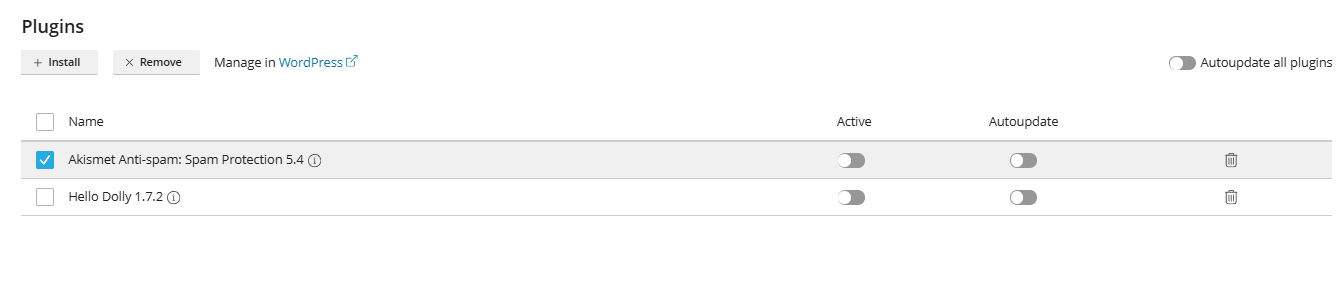 Plugins
+ Install × Remove Manage in WordPress Autoupdate all plugins
Name Active Autoupdate
Akismet Anti-spam: Spam Protection 5.4
Hello Dolly 1.7.2